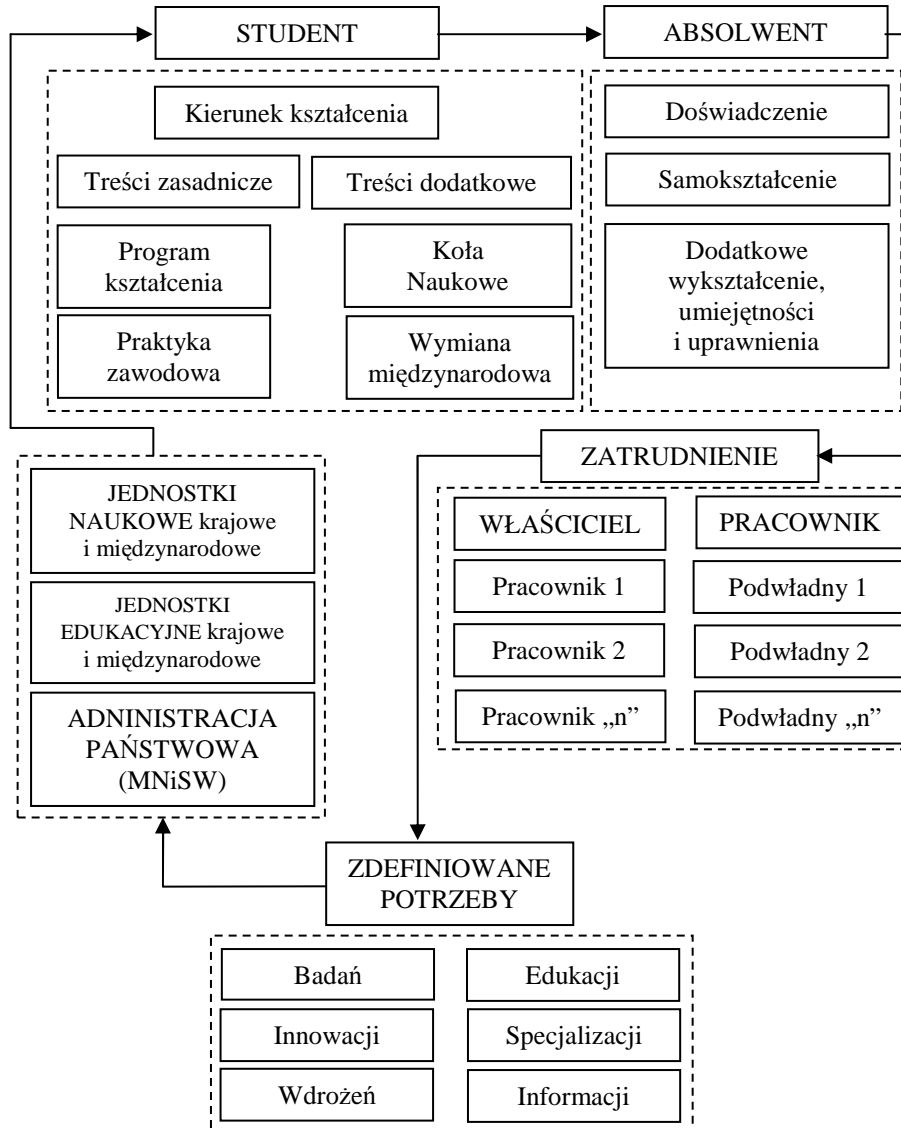 STUDENT
ABSOLWENT
Kierunek kształcenia
Treści zasadnicze
Treści dodatkowe
Program
kształcenia
Koła
Naukowe
Praktyka
zawodowa
Wymiana
międzynarodowa
Doświadczenie
Samokształcenie
Dodatkowe
wykształcenie,
umiejętności
i uprawnienia
JEDNOSTKI
NAUKOWE krajowe
i międzynarodowe
JEDNOSTKI
EDUKACYJNE krajowe
i międzynarodowe
ADNINISTRACJA
PAŃSTWOWA
(MNiSW)
ZATRUDNIENIE
WŁAŚCICIEL
PRACOWNIK
Pracownik 1
Podwładny 1
Pracownik 2
Podwładny 2
Pracownik „n”
Podwładny „n”
ZDEFINIOWANE
POTRZEBY
Badań
Edukacji
Innowacji
Specjalizacji
Wdrożeń
Informacji